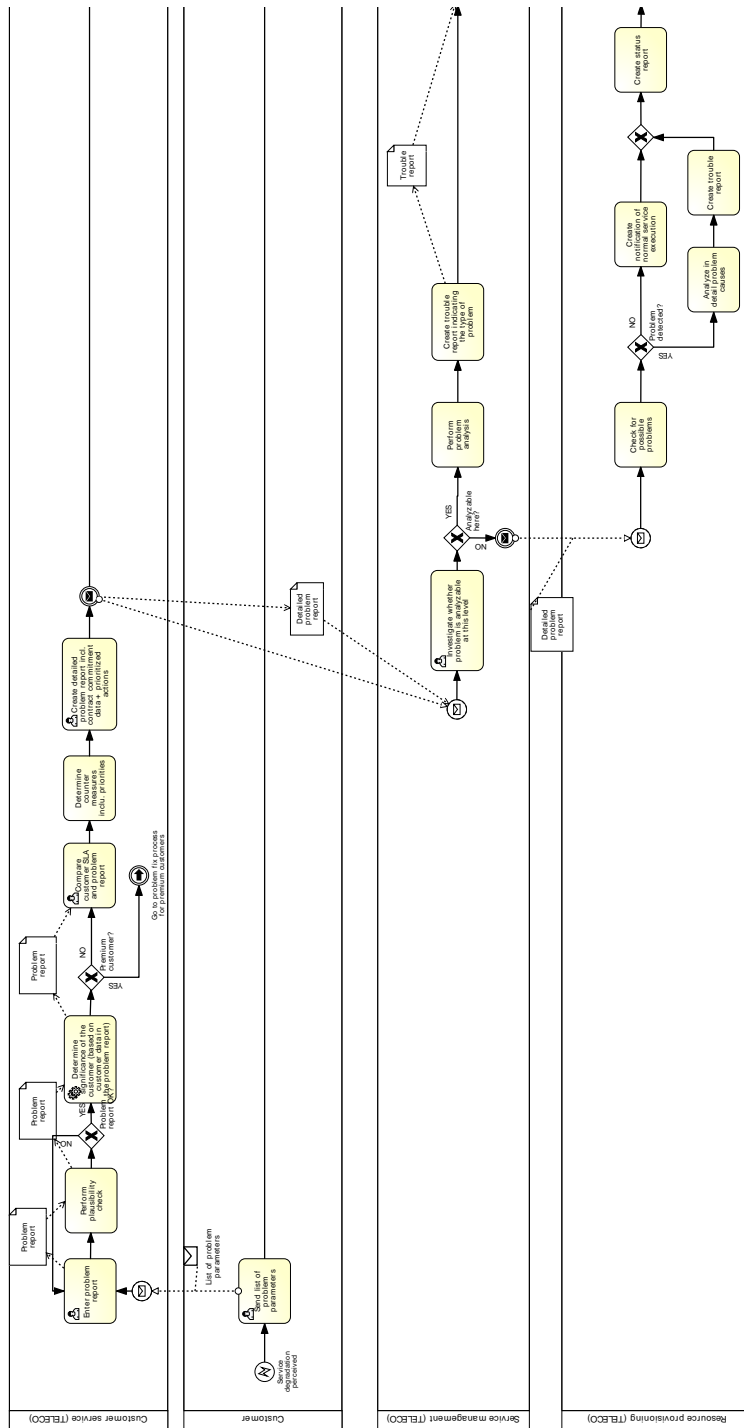 Create status
report
Create trouble
report
Trouble
report
Create
notification of
normal service
execution
Analyze in
detail problem
causes
NO
Problem
detected?
YES
Create trouble
report indicating
the type of
problem
Check for
possible
problems
Perform
problem
analysis
YES
Analyzable
here?
NO
Detailed
problem
report
Investigate whether
problem is analyzable
at this level
Detailed
problem
report
Create detailed
problem report incl.
contract commitment
data + prioritized
actions
Determine
counter
measures
inclu. priorities
Compare
customer SLA
and problem
report
Go to problem fix process
for premium customers
NO
Premium
customer?
YES
Problem
report
Determine
significance of the
customer (based on
customer data in
the problem report)
Problem
report
YES
Problem
report OK?
NO
Perform
plausibility
check
Problem
report
List of problem
parameters
Enter problem
report
Send list of
problem
parameters
Service
degradation
perceived
Customer service (TELECO)
Customer
Service management (TELECO)
Resource provisioning (TELECO)